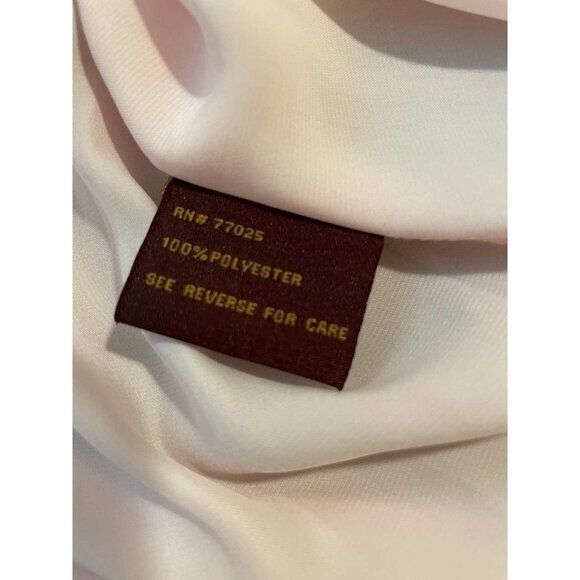 RN# 77025
100%POLYESTER
SEE REVERSE FOR CARE